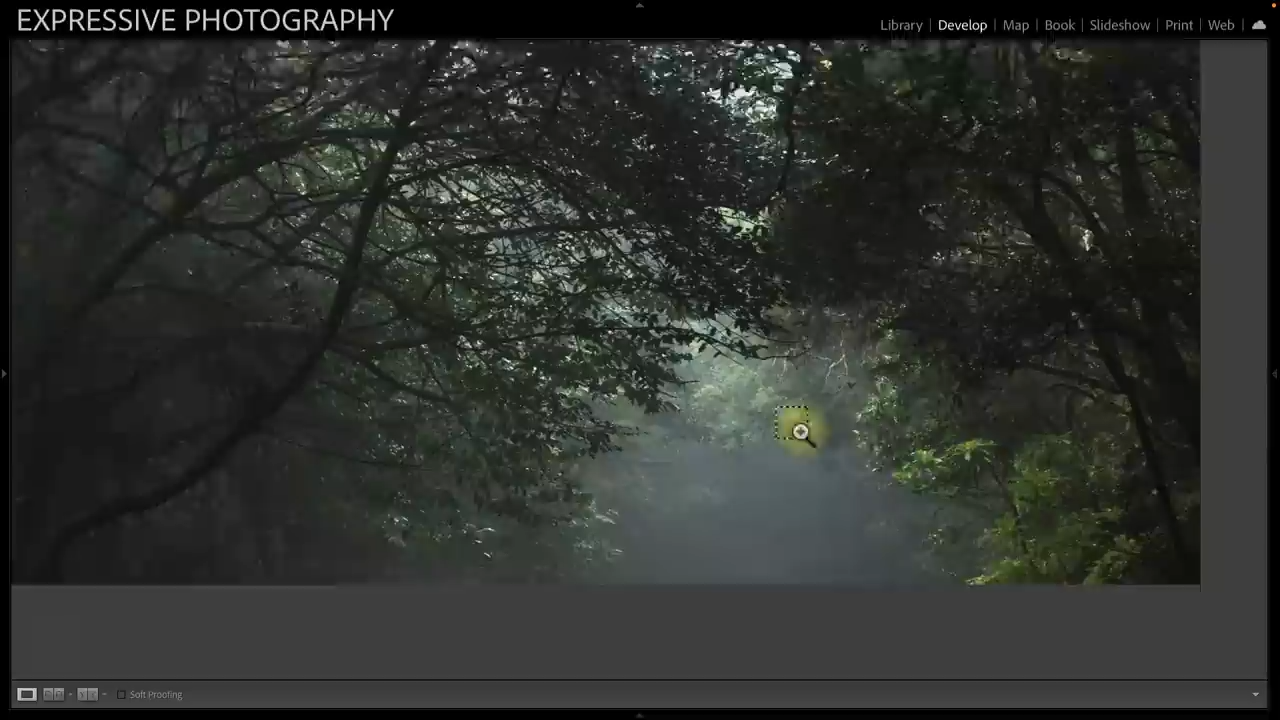 EXPRESSIVE PHOTOGRAPHY
Library | Develop | Map | Book | Slideshow | Print | Web
Soft Proofing